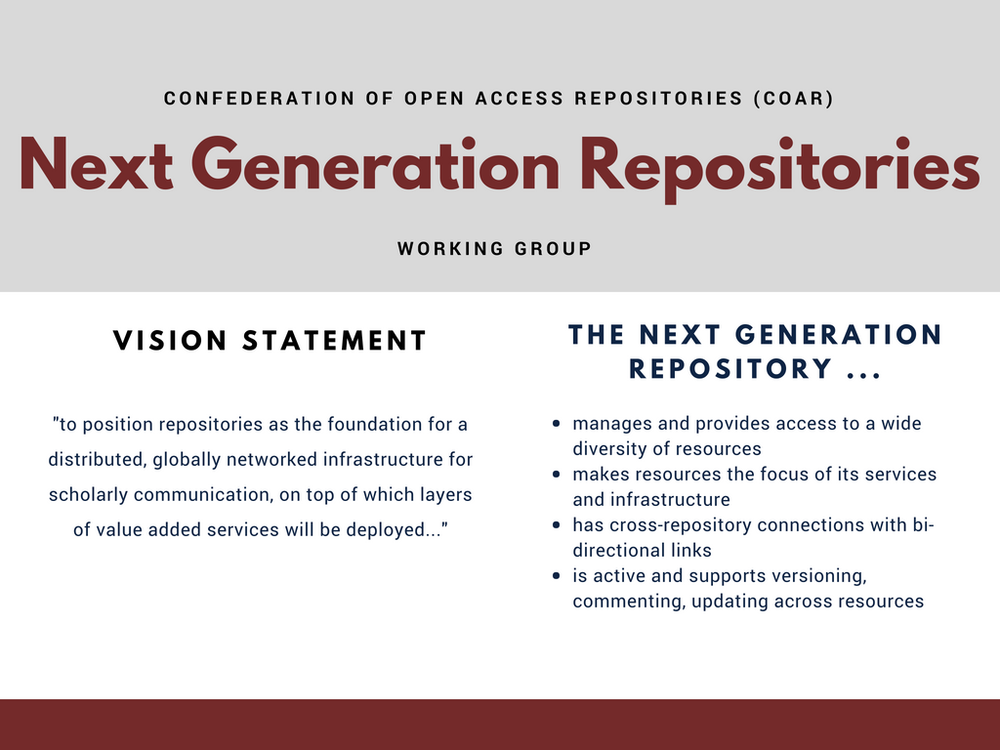 CONFEDERATION OF OPEN ACCESS REPOSITORIES (COAR)
Next Generation Repositories
WORKING GROUP
VISION STATEMENT
"to position repositories as the foundation for a
distributed, globally networked infrastructure for
scholarly communication, on top of which layers
of value added services will be deployed..."
THE NEXT GENERATION
REPOSITORY ...
• manages and provides access to a wide
diversity of resources
• makes resources the focus of its services
and infrastructure
• has cross-repository connections with bi-
directional links
• is active and supports versioning,
commenting, updating across resources